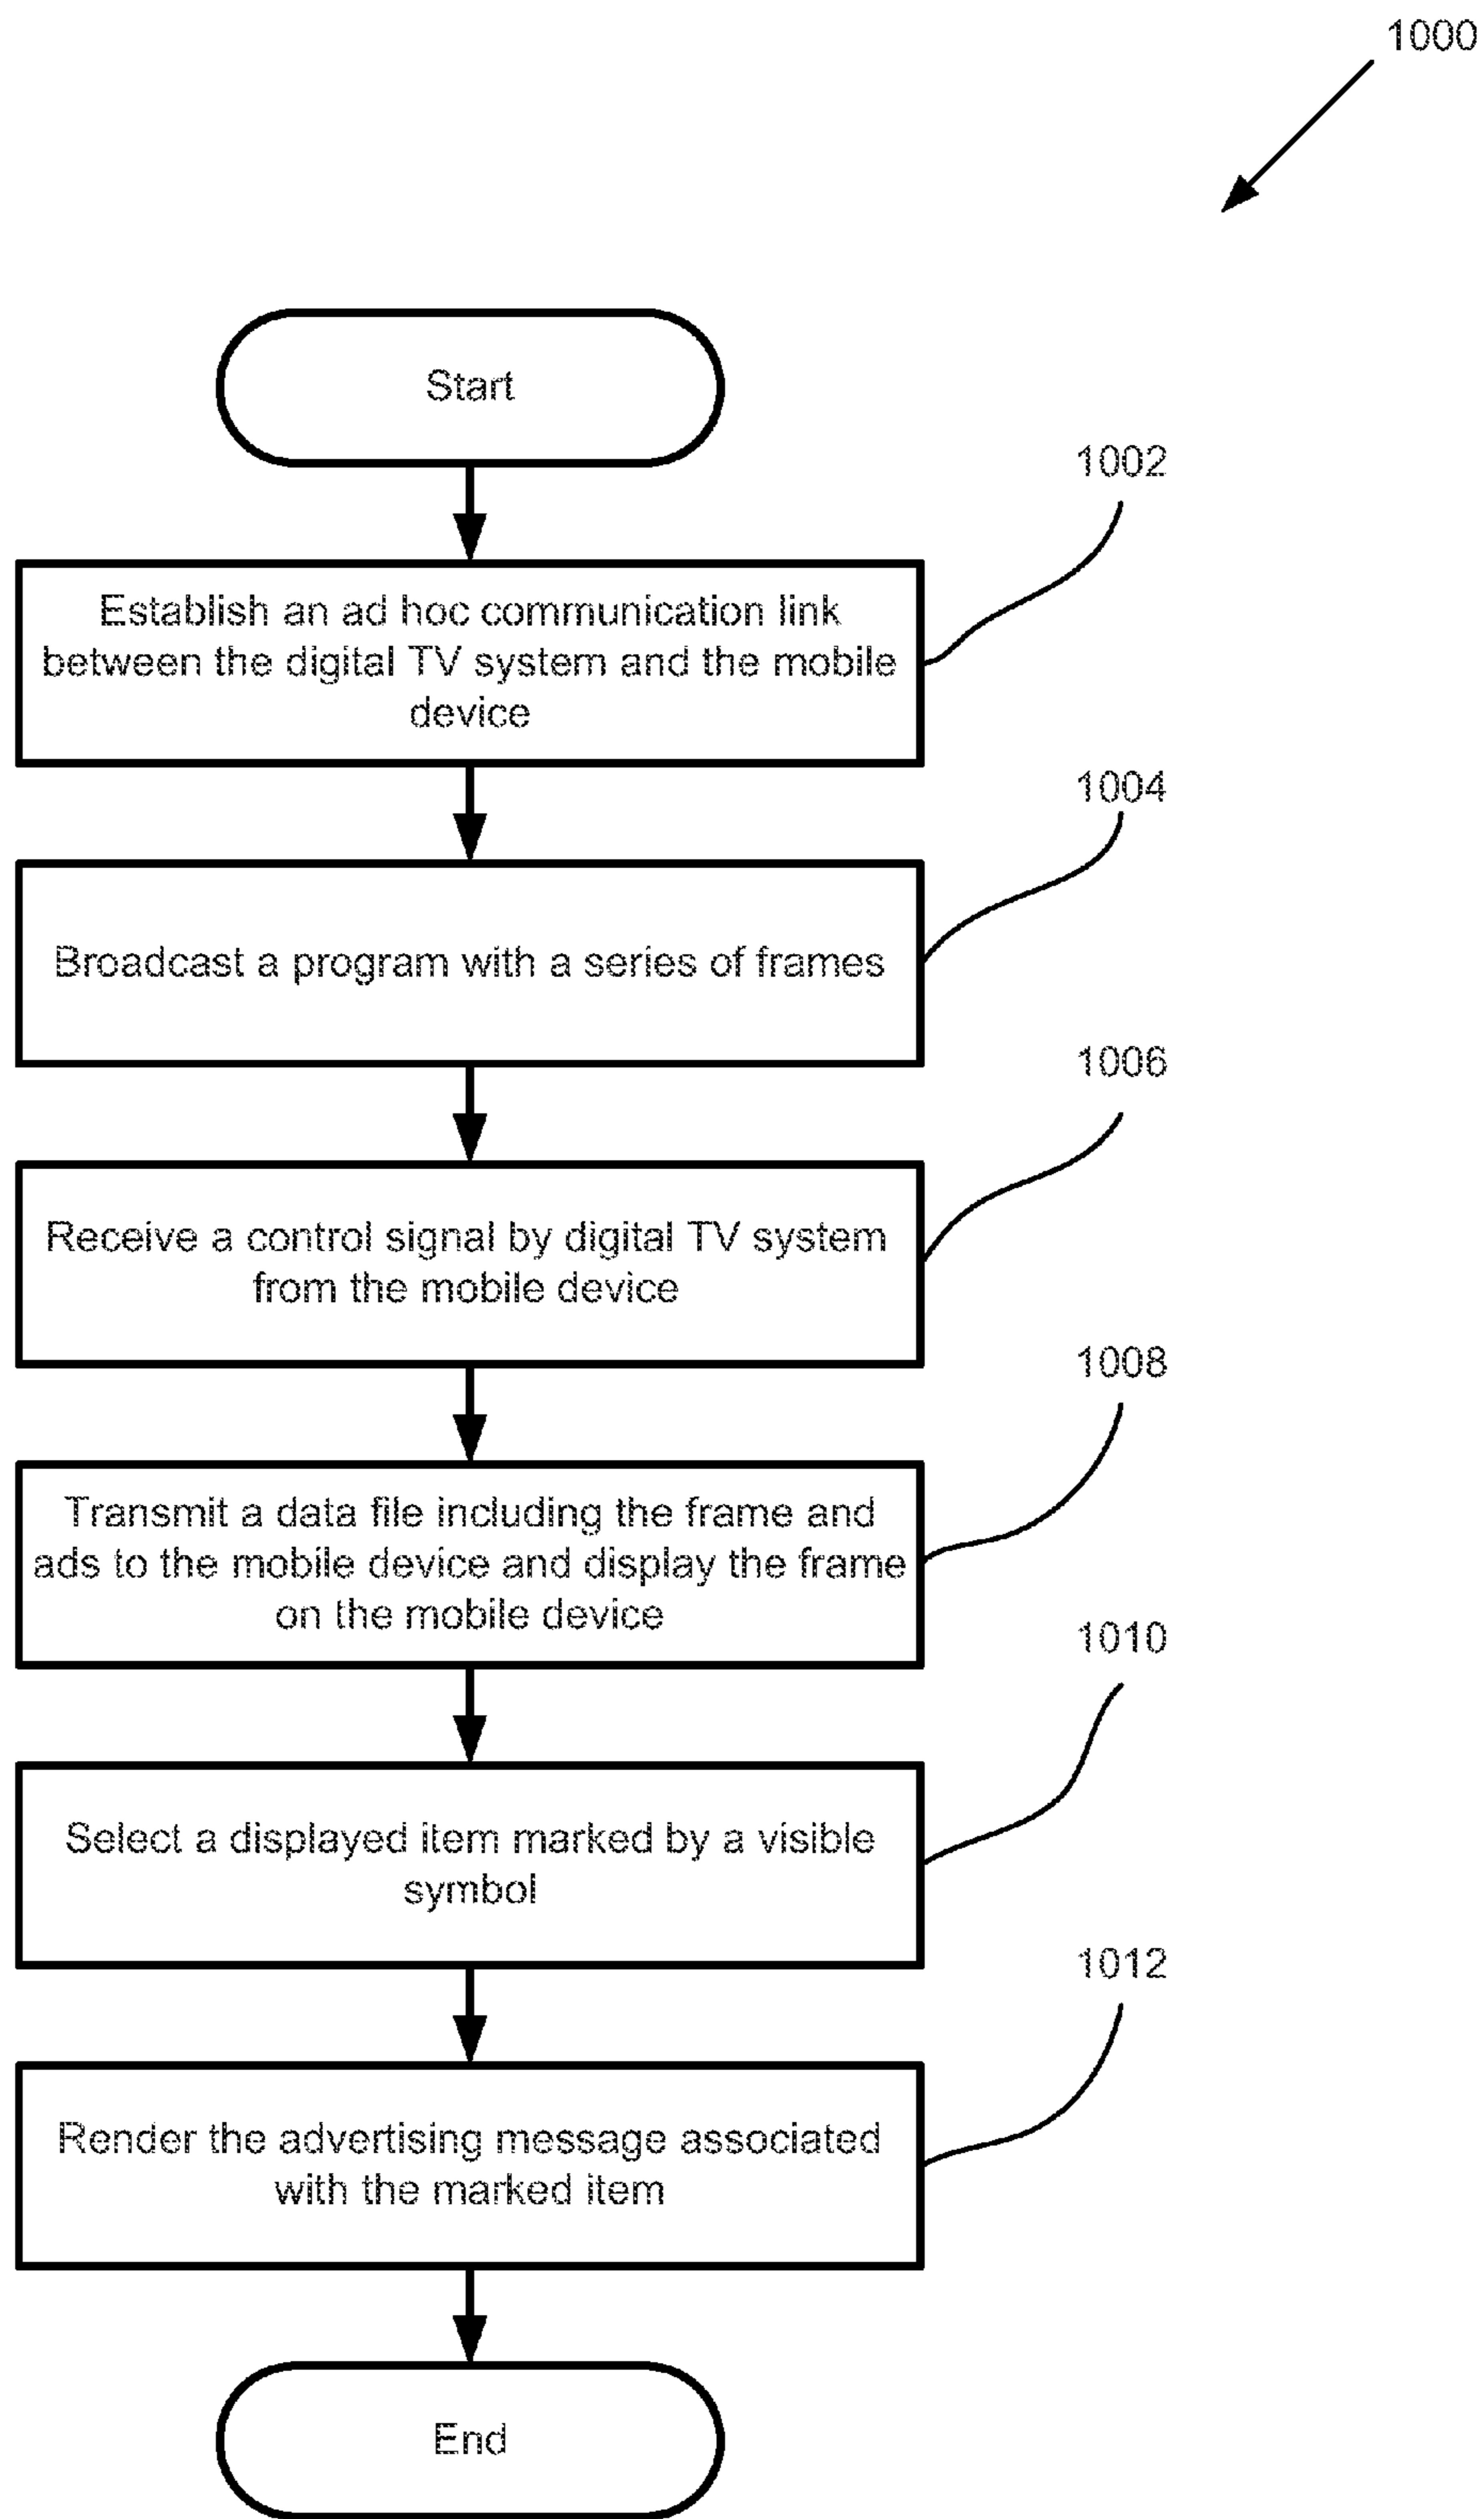 1000
Start
1002
Establish an ad hoc communication link
between the digital TV system and the mobile
device
1004
Broadcast a program with a series of frames
1006
Receive a control signal by digital TV system
from the mobile device
1008
Transmit a data file including the frame and
ads to the mobile device and display the frame
on the mobile device
1010
Select a displayed item marked by a visible
symbol
1012
Render the advertising message associated
with the marked item
End